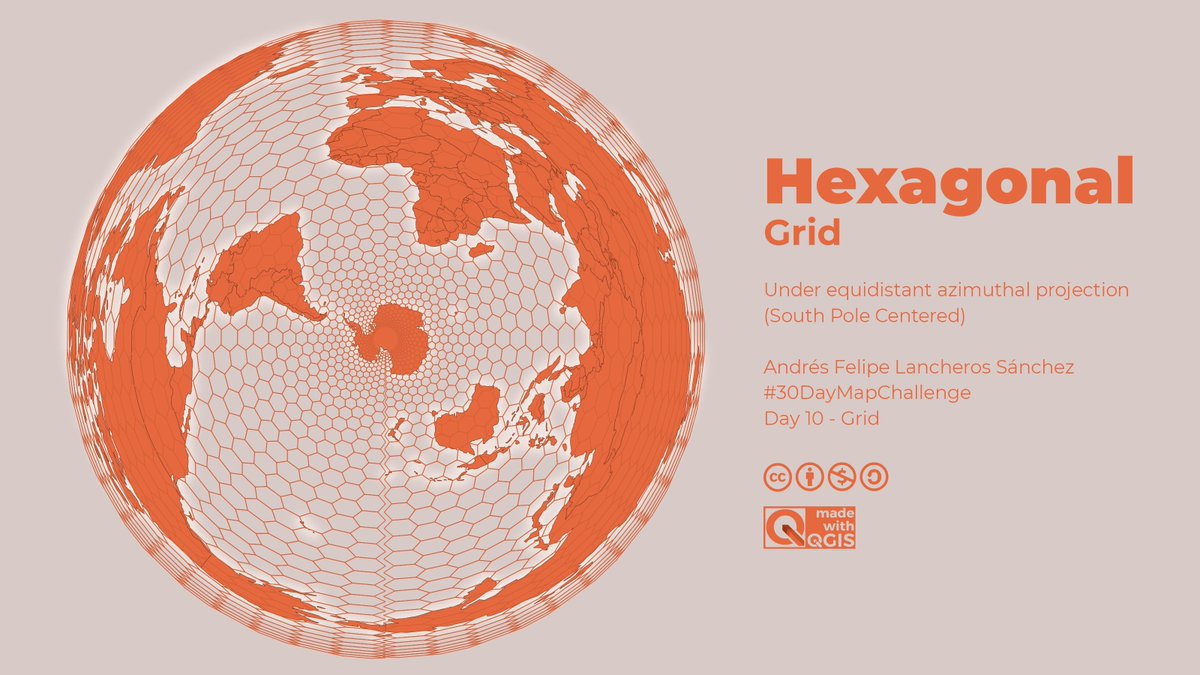 Hexagonal
Grid
Under equidistant azimuthal projection
(South Pole Centered)
Andrés Felipe Lancheros Sánchez
#30DayMapChallenge
Day 10 - Grid
cc
made
with
QGIS